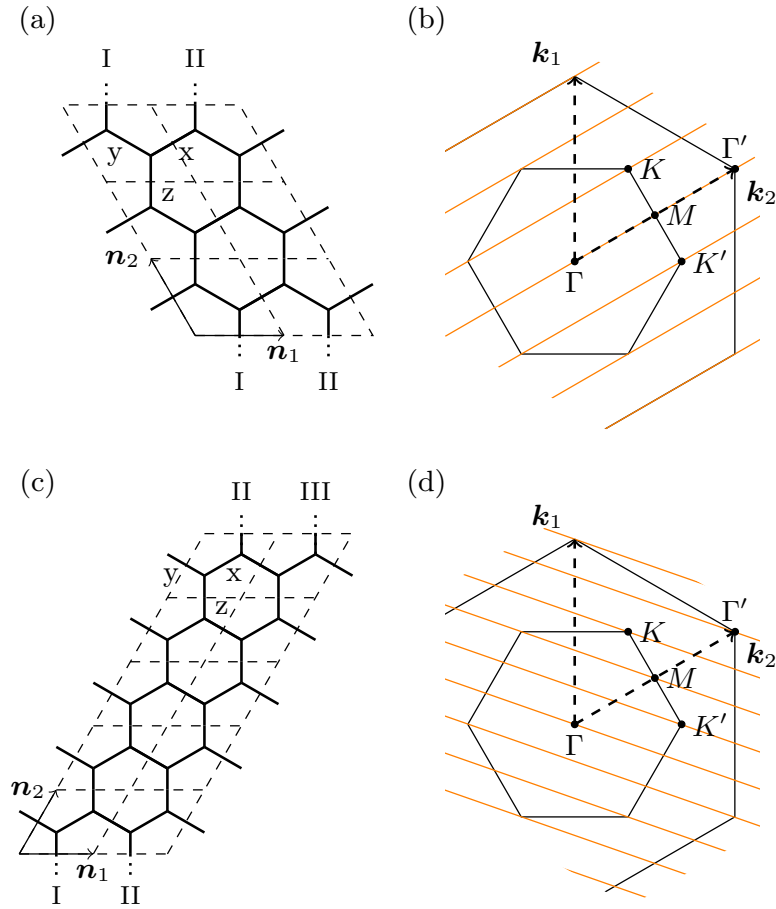 (a)
I II
y x
z
n₂
n₁
I II
(b)
k₁
Γ′
K
k₂
M
K′
Γ
(c)
II III
y x
z
n₂
n₁
I II
(d)
k₁
Γ′
K
k₂
M
K′
Γ